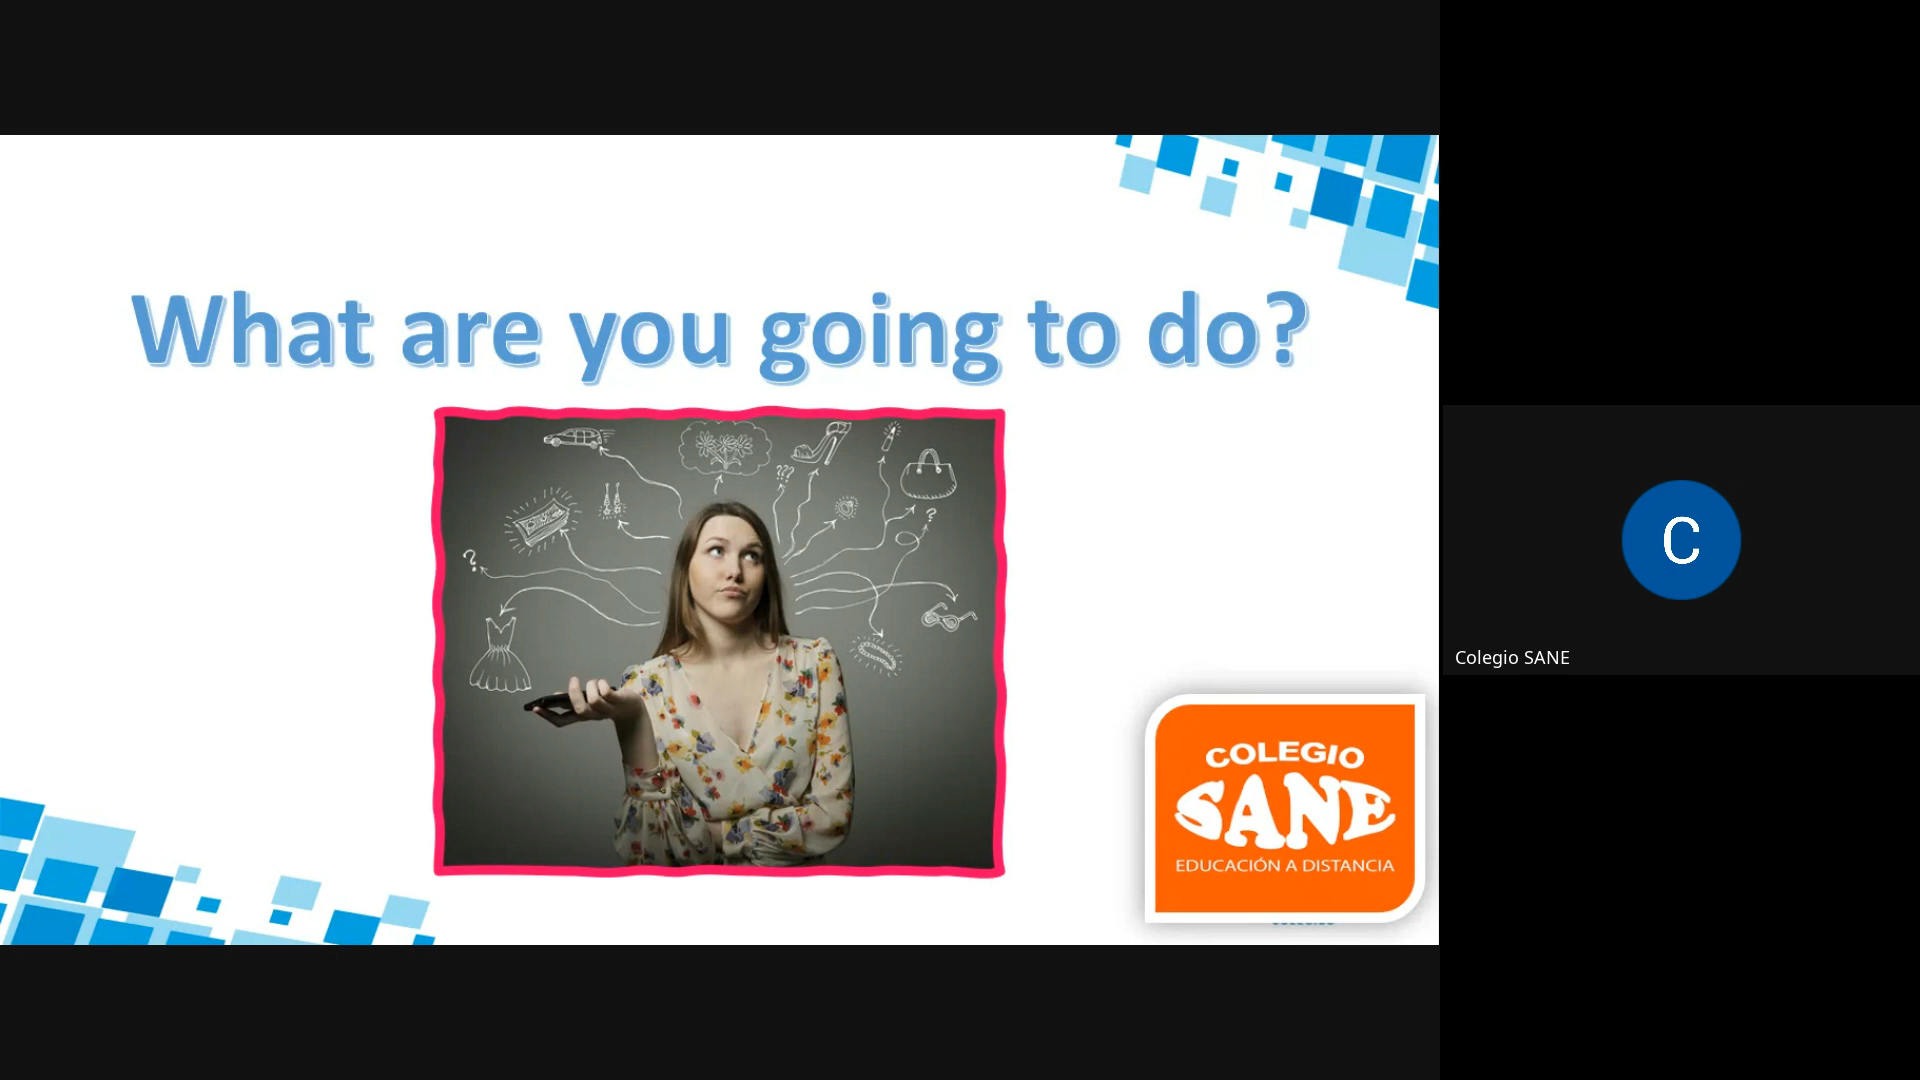 What are you going to do?
COLEGIO
SANE
EDUCACIÓN A DISTANCIA
C
Colegio SANE